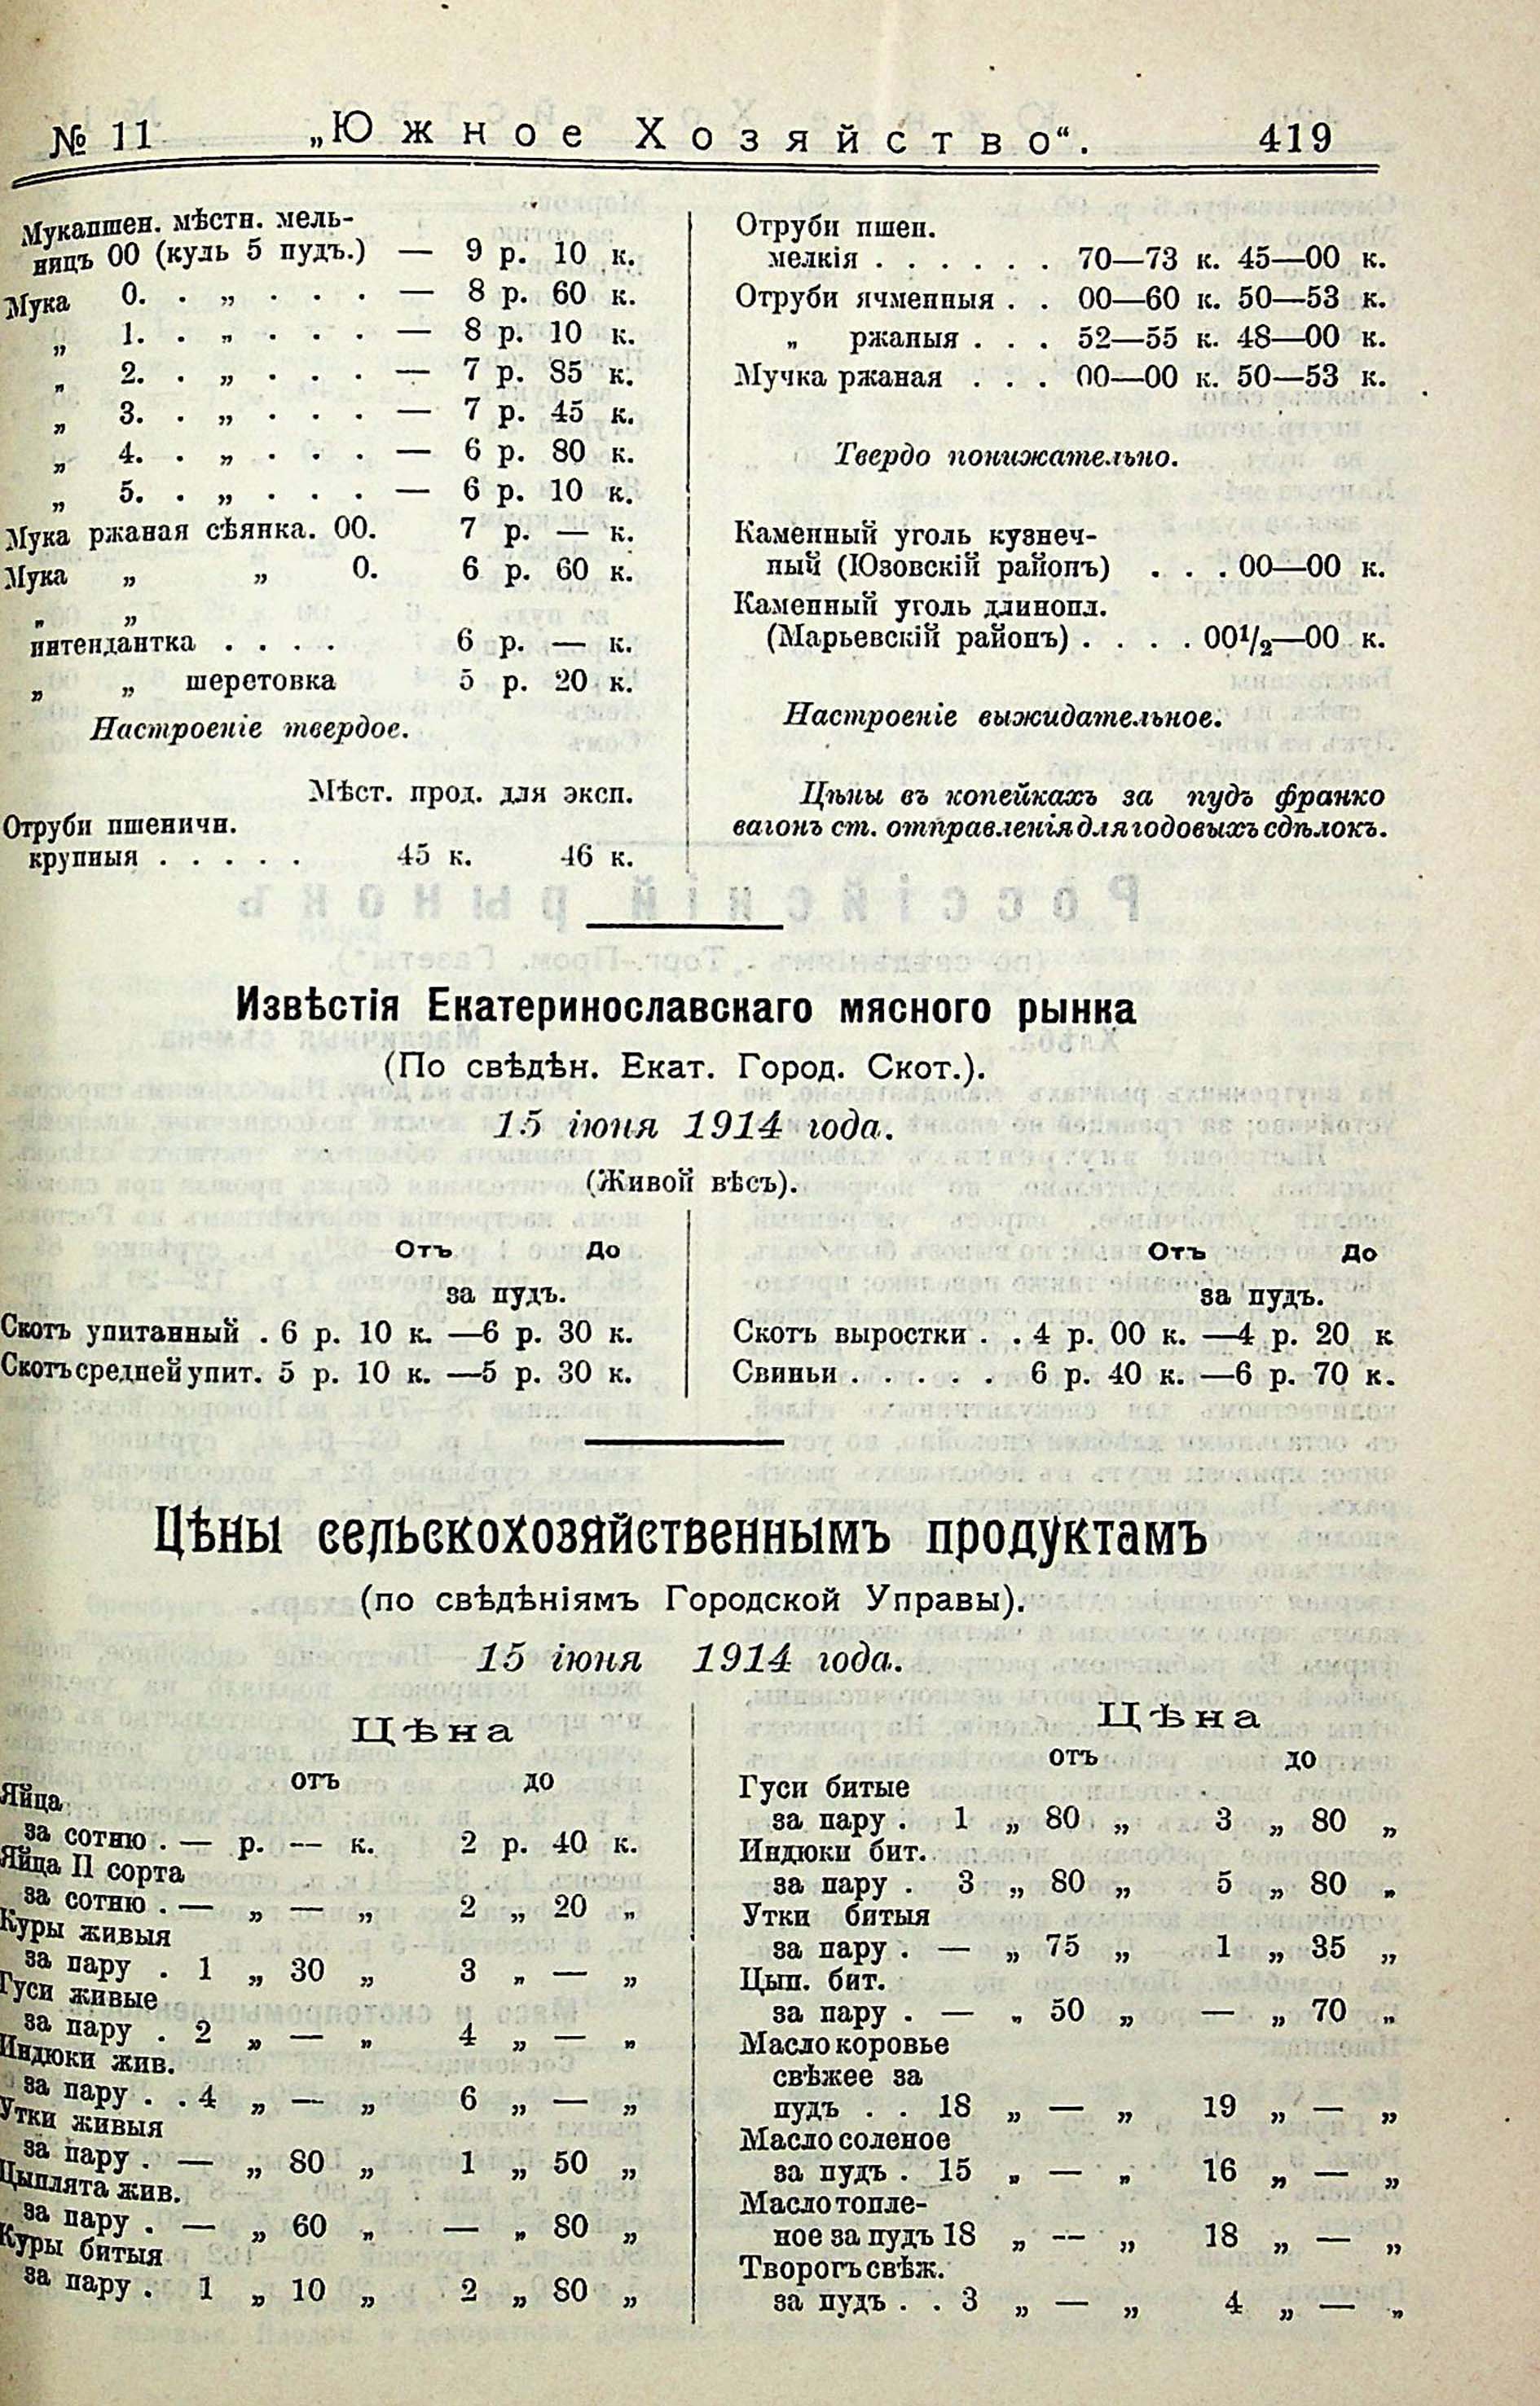 № 11 „Южное Хозяйство“. 419
Мука пшен. мѣстн. мель-
ницъ 00 (куль 5 пудъ.) — 9 р. 10 к.
Мука 0. . „ . . . — 8 р. 60 к.
„ 1. . „ . . . — 8 р. 10 к.
„ 2. . „ . . . — 7 р. 85 к.
„ 3. . „ . . . — 7 р. 45 к.
„ 4. . „ . . . — 6 р. 80 к.
„ 5. . „ . . . — 6 р. 10 к.
Мука ржаная сѣянка. 00. 7 р. — к.
Мука „ „ 0. 6 р. 60 к.
„ „
интендантка . . . . 6 р. — к.
„ „ шеретовка 5 р. 20 к.
Настроеніе твердое.
Мѣст. прод. для эксп.
Отруби пшеничн.
крупныя . . . . . 45 к. 46 к.
Отруби пшен.
мелкія . . . . . . 70—73 к. 45—00 к.
Отруби ячменныя . . 00—60 к. 50—53 к.
„ ржаныя . . . 52—55 к. 48—00 к.
Мучка ржаная . . . 00—00 к. 50—53 к.
Твердо понижательно.
Каменный уголь кузнеч-
ный (Юзовскій районъ) . . . 00—00 к.
Каменный уголь длинопл.
(Марьевскій районъ) . . . . 00½—00 к.
Настроеніе выжидательное.
Цѣны въ копейкахъ за пудъ франко
вагонъ ст. отправленія для годовыхъ сдѣлокъ.
Извѣстія Екатеринославскаго мясного рынка
(По свѣдѣн. Екат. Город. Скот.).
15 іюня 1914 года.
(Живой вѣсъ).
Отъ До
за пудъ.
Скотъ упитанный . 6 р. 10 к. —6 р. 30 к.
Скотъ средней упит. 5 р. 10 к. —5 р. 30 к.
Отъ До
за пудъ.
Скотъ выростки . . 4 р. 00 к. —4 р. 20 к
Свиньи . . . . . 6 р. 40 к. —6 р. 70 к.
Цѣны сельскохозяйственнымъ продуктамъ
(по свѣдѣніямъ Городской Управы).
15 іюня 1914 года.
Цѣна
отъ до
Яйца
за сотню . — р. — к. 2 р. 40 к.
Яйца II сорта
за сотню . — „ — „ 2 „ 20 „
Куры живыя
за пару . 1 „ 30 „ 3 „ — „
Гуси живые
за пару . 2 „ — „ 4 „ — „
Индюки жив.
за пару . . 4 „ — „ 6 „ — „
Утки живыя
за пару . — „ 80 „ 1 „ 50 „
Цыплята жив.
за пару . — „ 60 „ — „ 80 „
Куры битыя
за пару . 1 „ 10 „ 2 „ 80 „
Цѣна
отъ до
Гуси битые
за пару . 1 „ 80 „ 3 „ 80 „
Индюки бит.
за пару . 3 „ 80 „ 5 „ 80 „
Утки битыя
за пару . — „ 75 „ 1 „ 35 „
Цып. бит.
за пару . — „ 50 „ — „ 70 „
Масло коровье
свѣжее за
пудъ . . 18 „ — „ 19 „ — „
Масло соленое
за пудъ . 15 „ — „ 16 „ — „
Масло топле-
ное за пудъ 18 „ — „ 18 „ — „
Творогъ свѣж.
за пудъ . . 3 „ — „ 4 „ — „